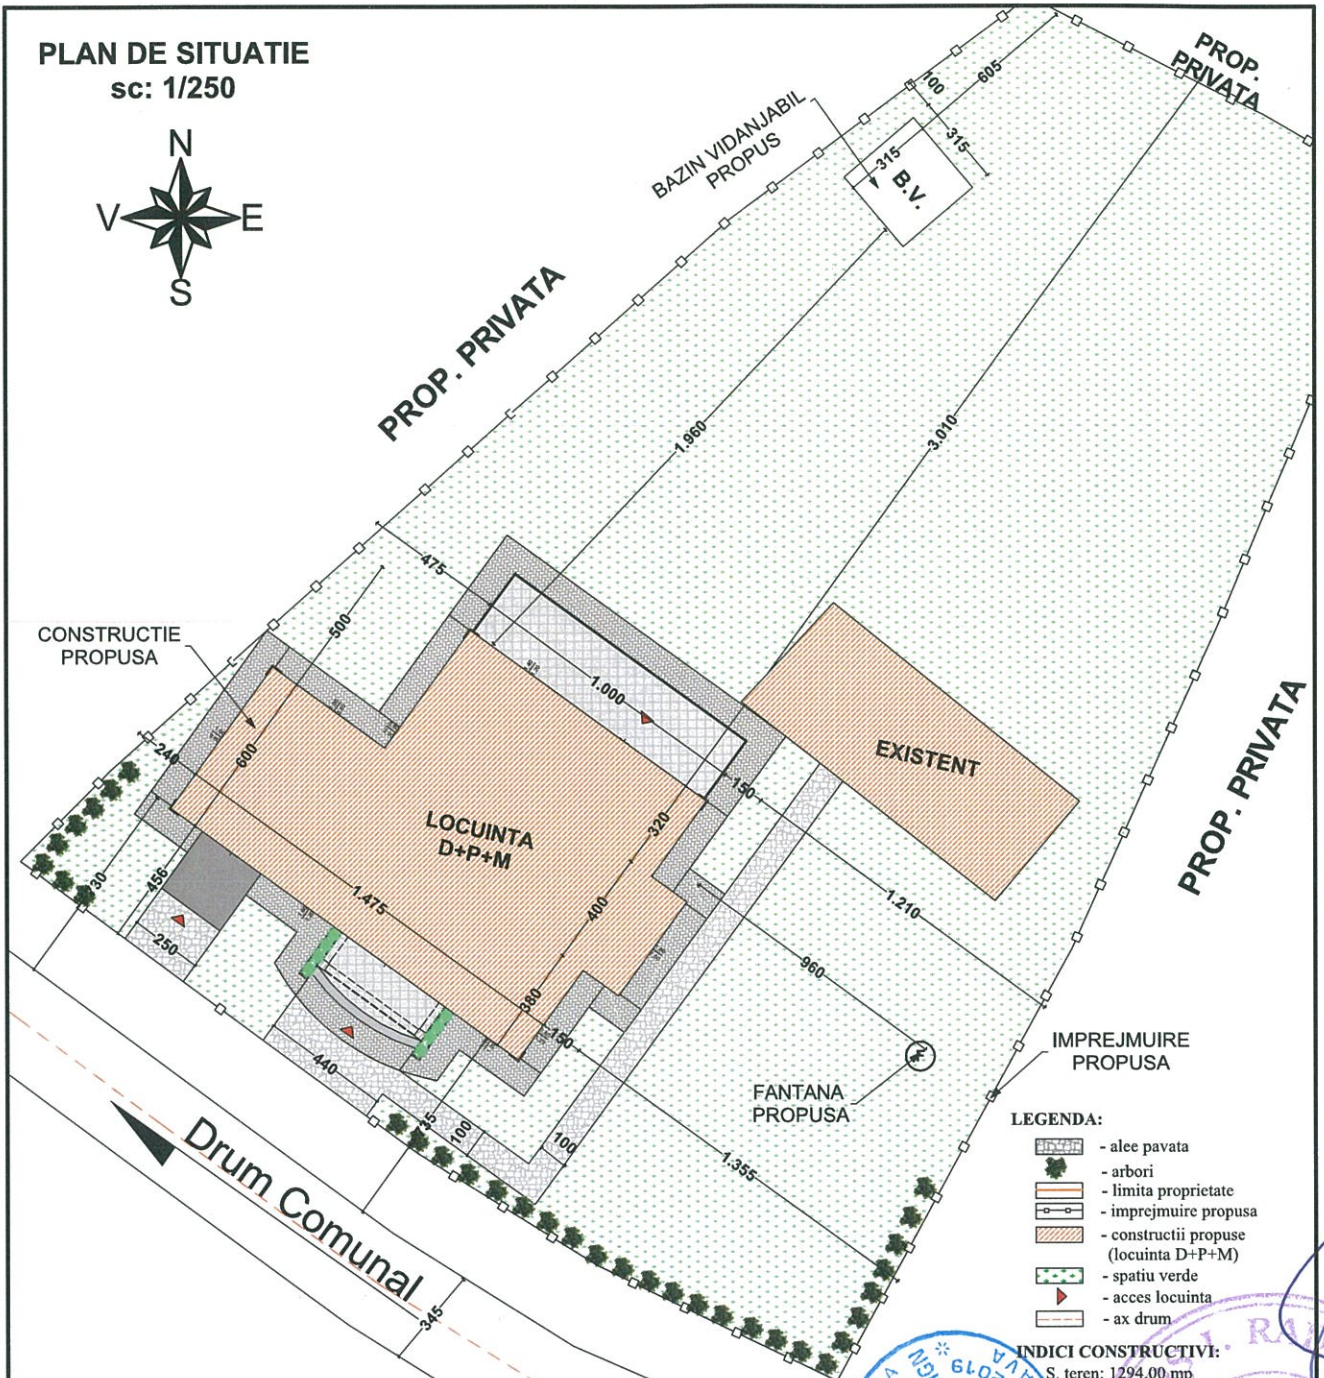 PLAN DE SITUATIE
sc: 1/250
N
V
E
S
PROP.
PRIVATA
BAZIN VIDANJABIL
PROPUS
100
605
315
315
B.V.
PROP. PRIVATA
1.960
3.010
475
500
CONSTRUCTIE
PROPUSA
1.000
600
240
EXISTENT
PROP. PRIVATA
150
320
LOCUINTA
D+P+M
1.475
400
1.210
456
250
960
380
150
440
FANTANA
PROPUSA
IMPREJMUIRE
PROPUSA
100
100
1.355
Drum Comunal
345
LEGENDA:
- alee pavata
- arbori
- limita proprietate
- imprejmuire propusa
- constructii propuse
(locuinta D+P+M)
- spatiu verde
- acces locuinta
- ax drum
INDICI CONSTRUCTIVI:
S. teren: 1294.00 mp